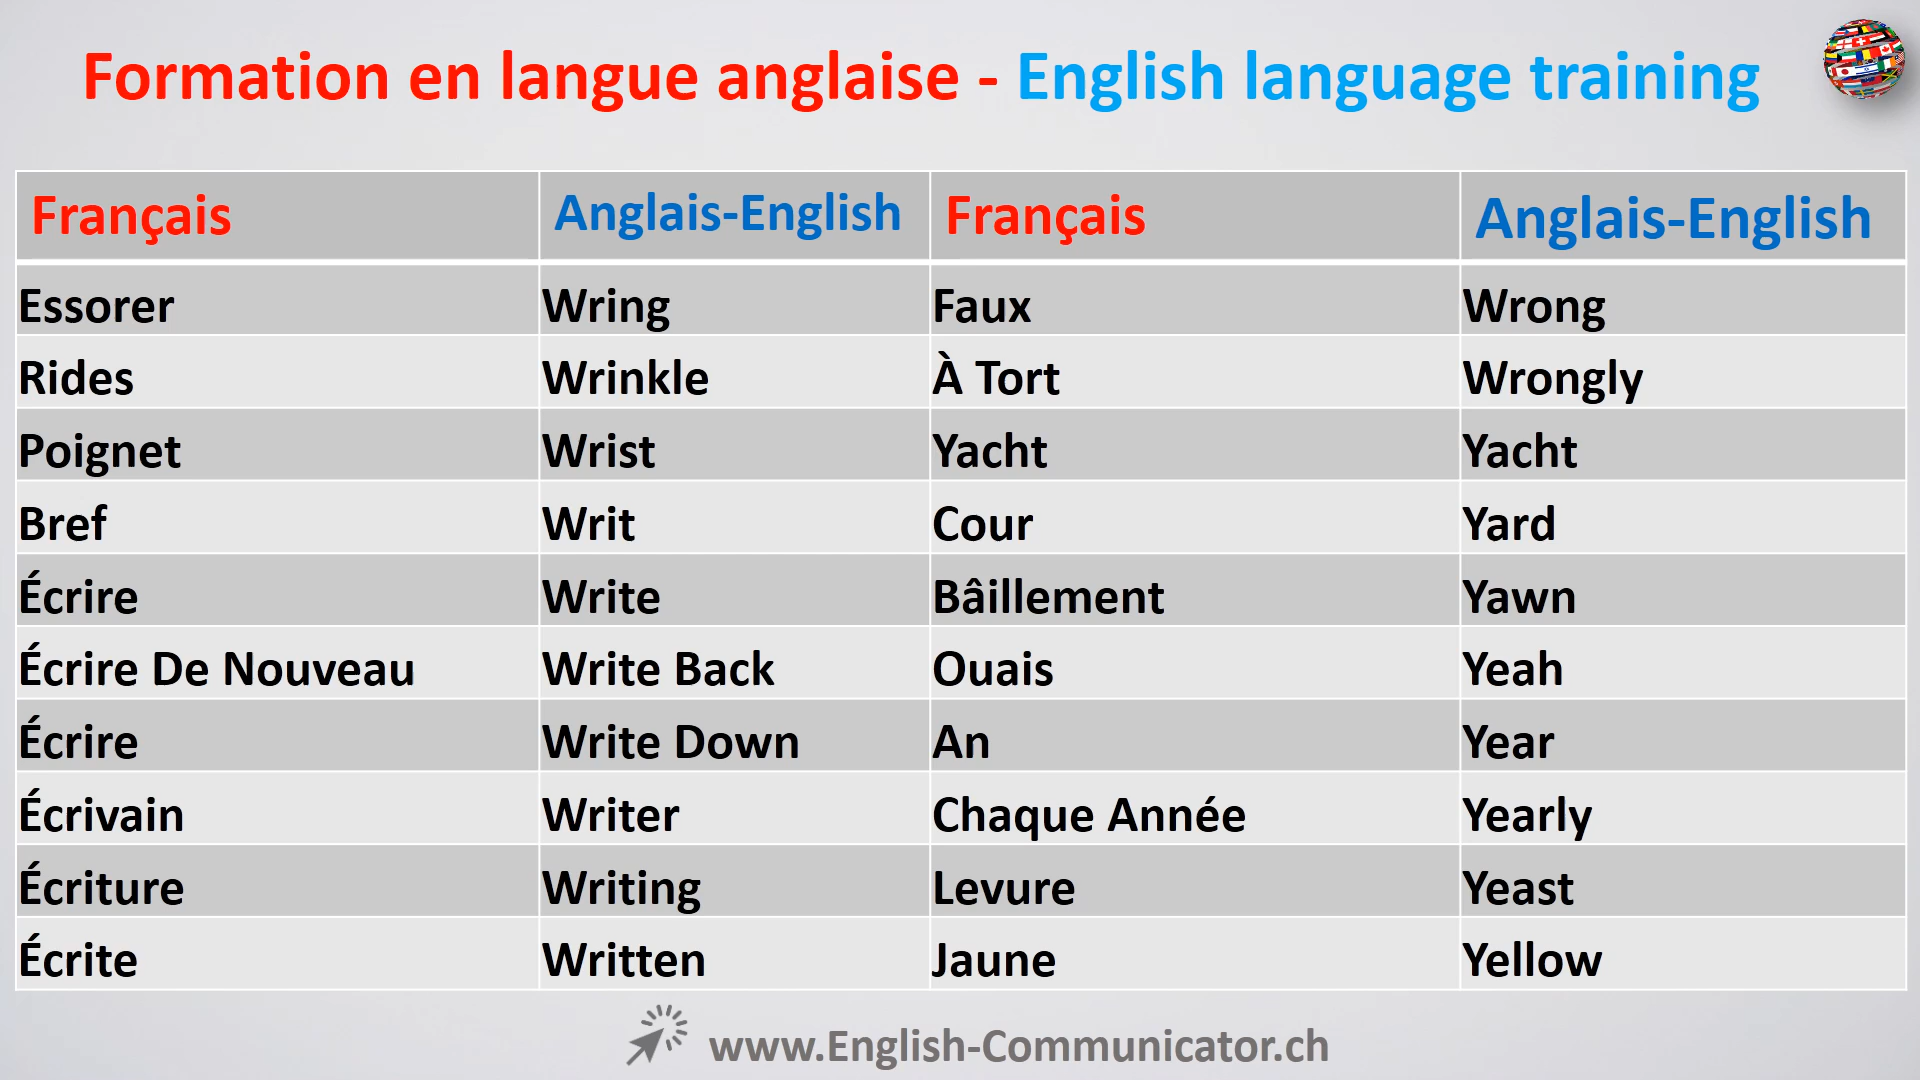 Formation en langue anglaise - English language training
Français Anglais-English Français Anglais-English
Essorer Wring Faux Wrong
Rides Wrinkle À Tort Wrongly
Poignet Wrist Yacht Yacht
Bref Writ Cour Yard
Écrire Write Bâillement Yawn
Écrire De Nouveau Write Back Ouais Yeah
Écrire Write Down An Year
Écrivain Writer Chaque Année Yearly
Écriture Writing Levure Yeast
Écrite Written Jaune Yellow
www.English-Communicator.ch